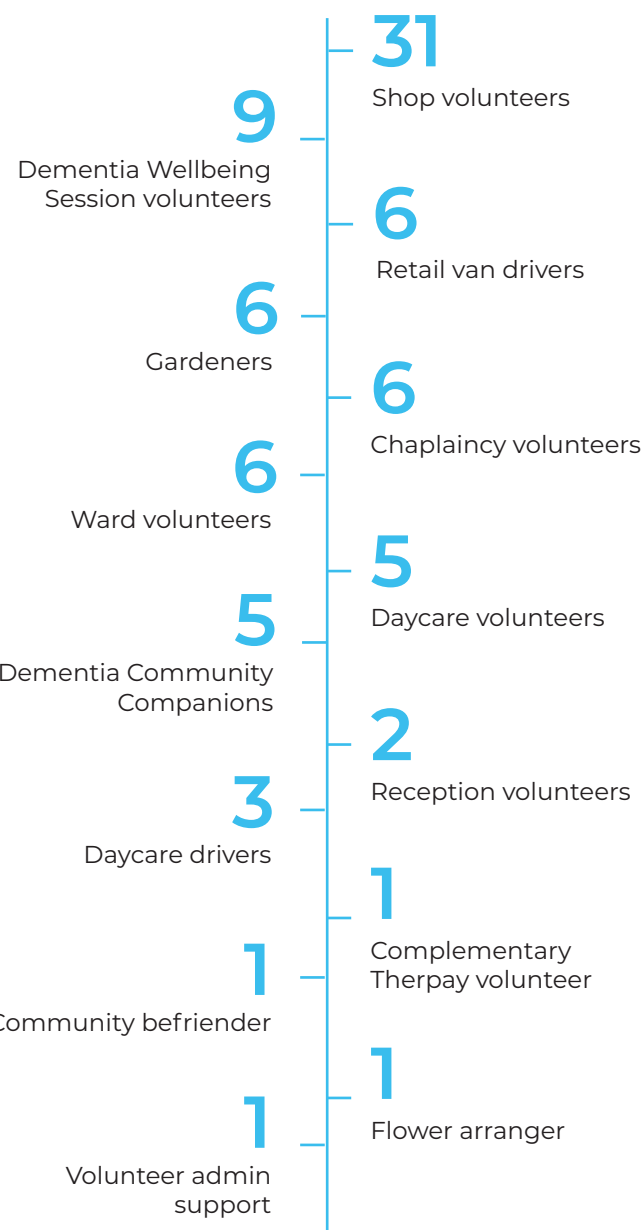 31
Shop volunteers
9
Dementia Wellbeing
Session volunteers
6
Retail van drivers
6
Gardeners
6
Chaplaincy volunteers
6
Ward volunteers
5
Daycare volunteers
5
Dementia Community
Companions
2
Reception volunteers
3
Daycare drivers
1
Complementary
Therpay volunteer
1
Community befriender
1
Flower arranger
1
Volunteer admin
support